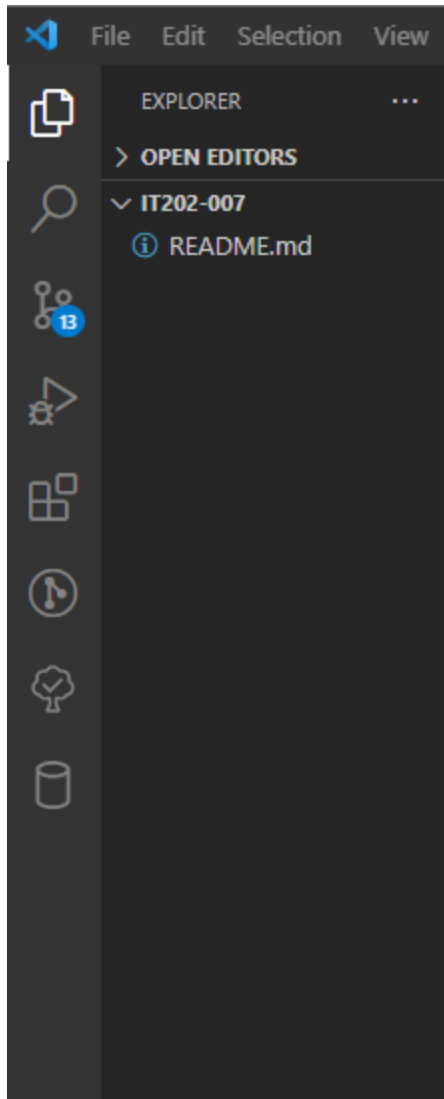 File Edit Selection View
EXPLORER ...
OPEN EDITORS
IT202-007
README.md
13